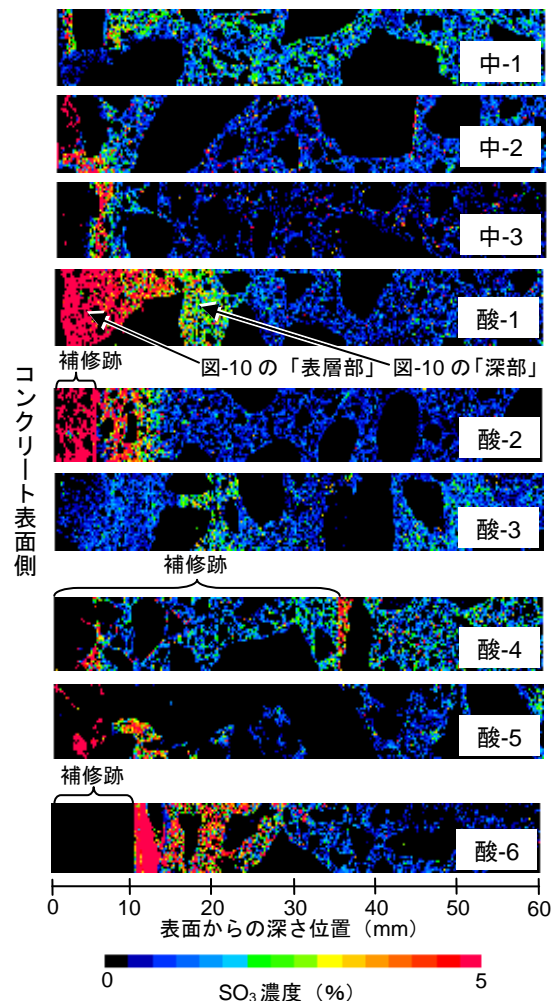 中-1
中-2
中-3
酸-1
補修跡
図-10 の「表層部」
図-10 の「深部」
コンクリート表面側
酸-2
酸-3
補修跡
酸-4
酸-5
補修跡
酸-6
0 10 20 30 40 50 60
表面からの深さ位置（mm）
0 5
SO₃濃度（%）